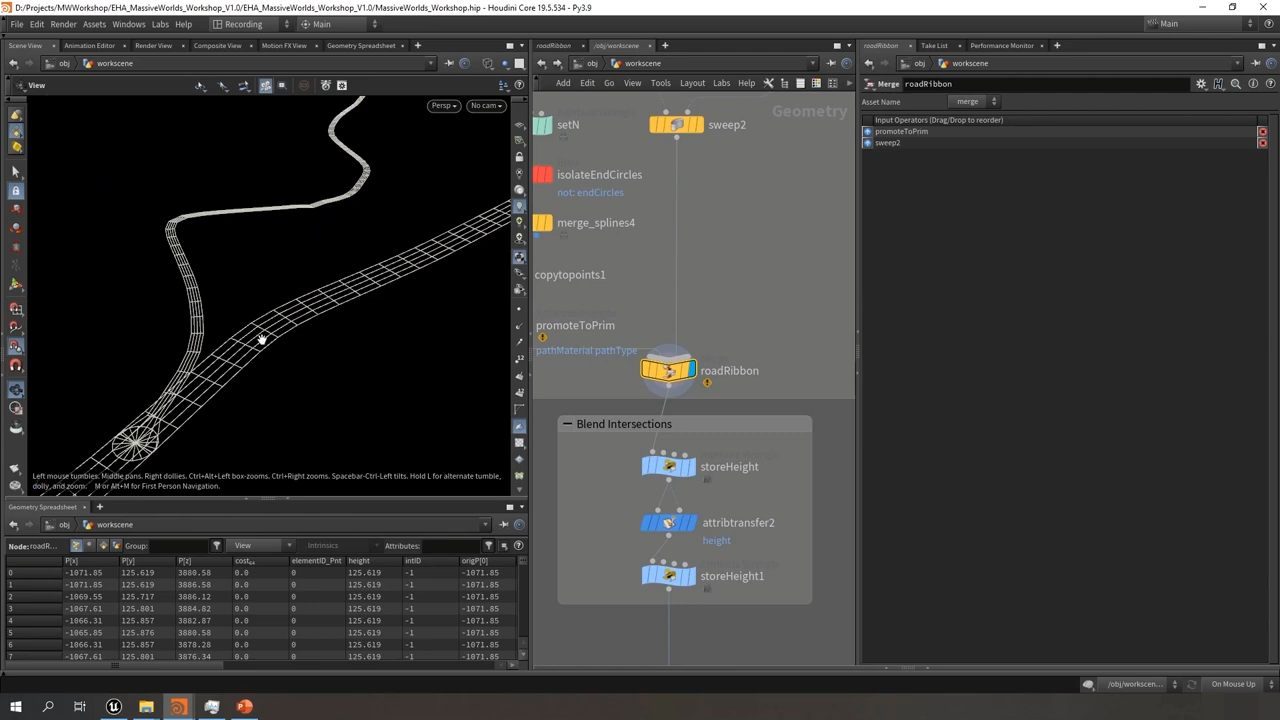 D:/Projects/MWWorkshop/EHA_MassiveWorlds_Workshop_V1.0/EHA_MassiveWorlds_Workshop_V1.0/MassiveWorlds_Workshop.hip - Houdini Core 19.5.534 - Py3.9
File Edit Render Assets Windows Labs Help Recording Main Main
Scene View Animation Editor Render View Composite View Motion FX View Geometry Spreadsheet
obj workscene
View
Persp No cam
Left mouse tumbles. Middle pans. Right dollies. Ctrl+Alt+Left box-zooms. Ctrl+Right zooms. Spacebar-Ctrl-Left tilts. Hold L for alternate tumble,
dolly, and zoom. M or Alt+M for First Person Navigation.
Geometry Spreadsheet
obj workscene
Node: roadR... Group: View Intrinsics Attributes:
P[x] P[y] P[z] cost elementID_Pnt height intID origP[0]
0 -1071.85 125.619 3880.58 0.0 0 125.619 -1 -1071.85
1 -1071.85 125.619 3886.58 0.0 0 125.619 -1 -1071.85
2 -1069.55 125.717 3886.12 0.0 0 125.619 -1 -1071.85
3 -1067.61 125.801 3884.82 0.0 0 125.619 -1 -1071.85
4 -1066.31 125.857 3882.87 0.0 0 125.619 -1 -1071.85
5 -1065.85 125.876 3880.58 0.0 0 125.619 -1 -1071.85
6 -1066.31 125.857 3878.28 0.0 0 125.619 -1 -1071.85
7 -1067.61 125.801 3876.34 0.0 0 125.619 -1 -1071.85
roadRibbon /obj/workscene
obj workscene
Add Edit Go View Tools Layout Labs Help
Geometry
setN
sweep2
isolateEndCircles
not: endCircles
merge_splines4
copytopoints1
promoteToPrim
pathMaterial pathType
roadRibbon
Blend Intersections
storeHeight
attribtransfer2
height
storeHeight1
roadRibbon Take List Performance Monitor
obj workscene
Merge roadRibbon
Asset Name merge
Input Operators (Drag/Drop to reorder)
promoteToPrim
sweep2
/obj/workscen... On Mouse Up